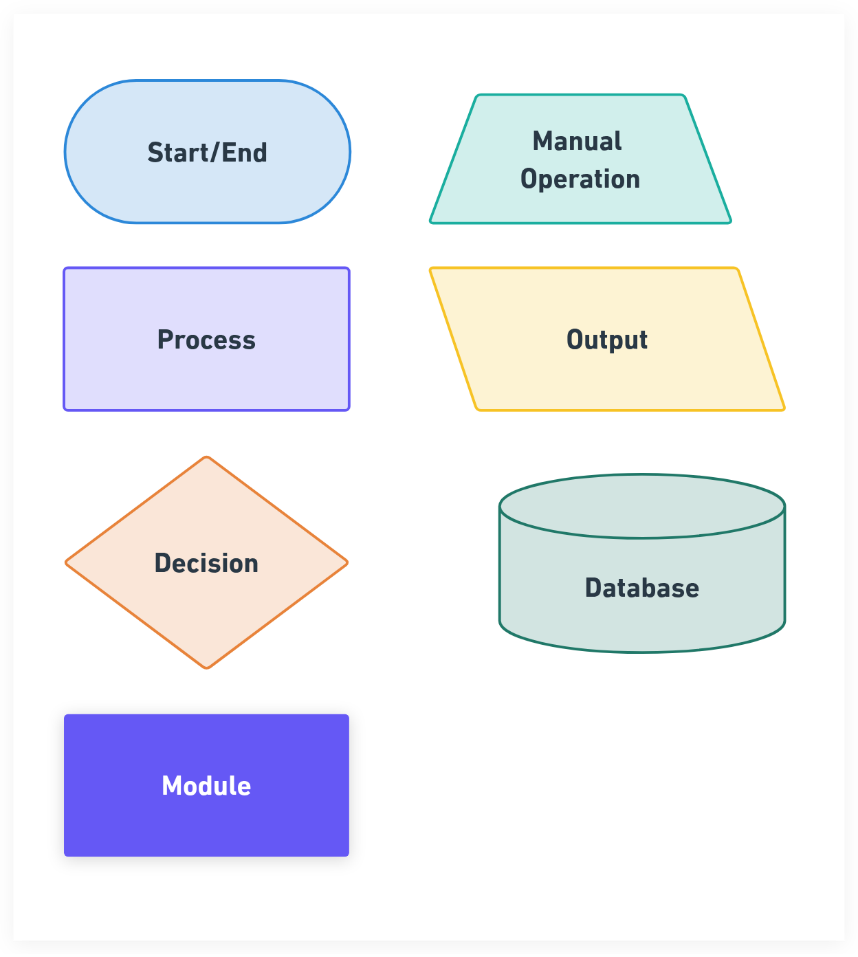 Start/End
Manual
Operation
Process
Output
Decision
Database
Module